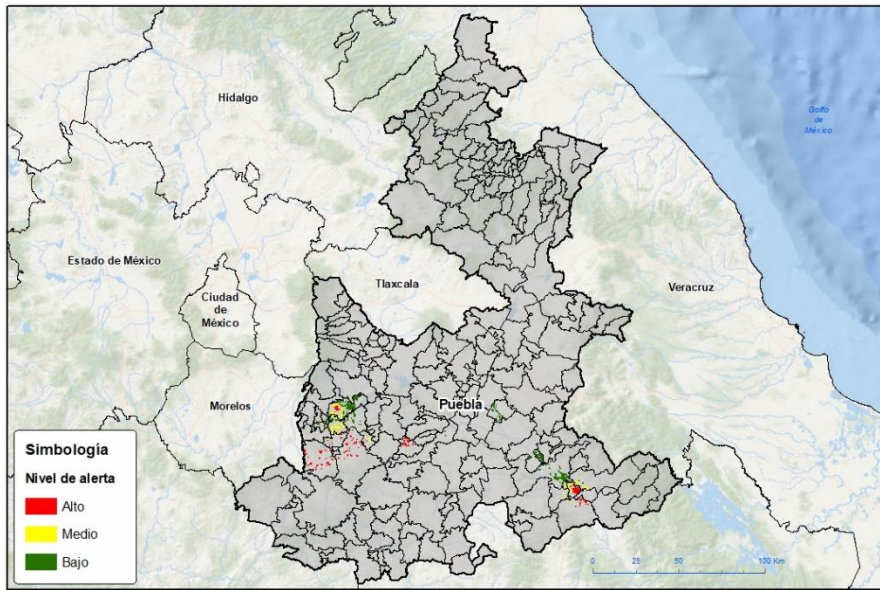 Hidalgo
Golfo
de
México
Estado de México
Tlaxcala
Veracruz
Ciudad
de
México
Morelos
Puebla
Simbología
Nivel de alerta
Alto
Medio
Bajo
0 25 50 100 Km